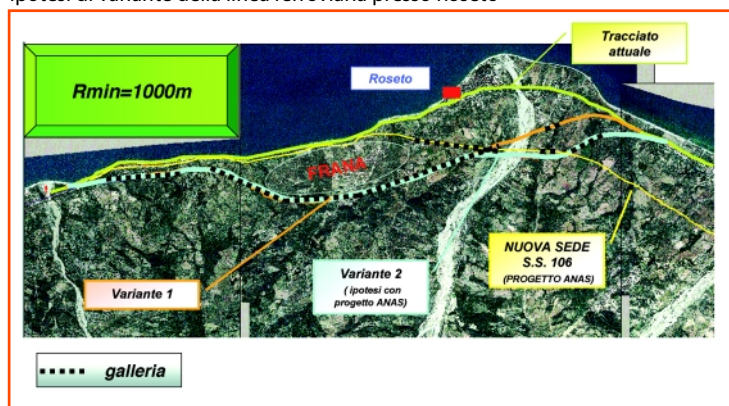 Ipotesi di variante della linea ferroviaria presso Roseto
Tracciato
attuale
Roseto
Rmin=1000m
FRANA
NUOVA SEDE
S.S. 106
(PROGETTO ANAS)
Variante 2
( ipotesi con
progetto ANAS)
Variante 1
galleria